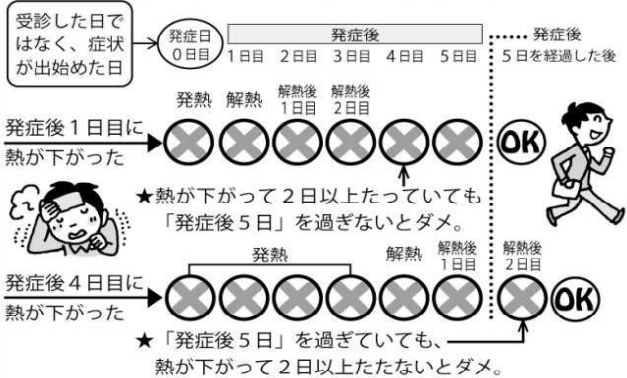 受診した日で
はなく、症状
が出始めた日
発症日
0日目
発症後
1日目 2日目 3日目 4日目 5日目
発症後
5日を経過した後
発熱 解熱 解熱後1日目 解熱後2日目
発症後1日目に
熱が下がった
OK
★熱が下がって2日以上たっていても
「発症後5日」を過ぎないとダメ。
発熱 解熱 解熱後1日目 解熱後2日目
発症後4日目に
熱が下がった
OK
★「発症後5日」を過ぎていても、
熱が下がって2日以上たたないとダメ。